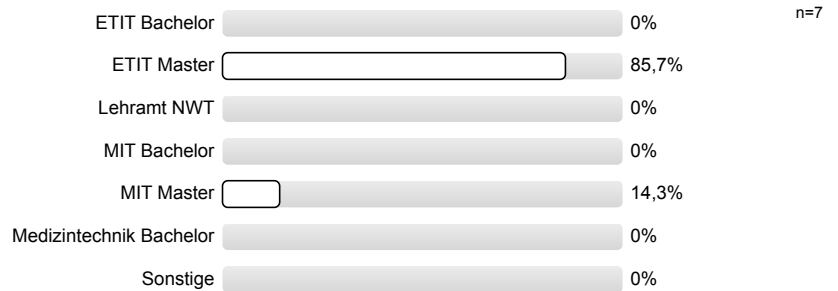 ETIT Bachelor 0% n=7
ETIT Master 85,7%
Lehramt NWT 0%
MIT Bachelor 0%
MIT Master 14,3%
Medizintechnik Bachelor 0%
Sonstige 0%